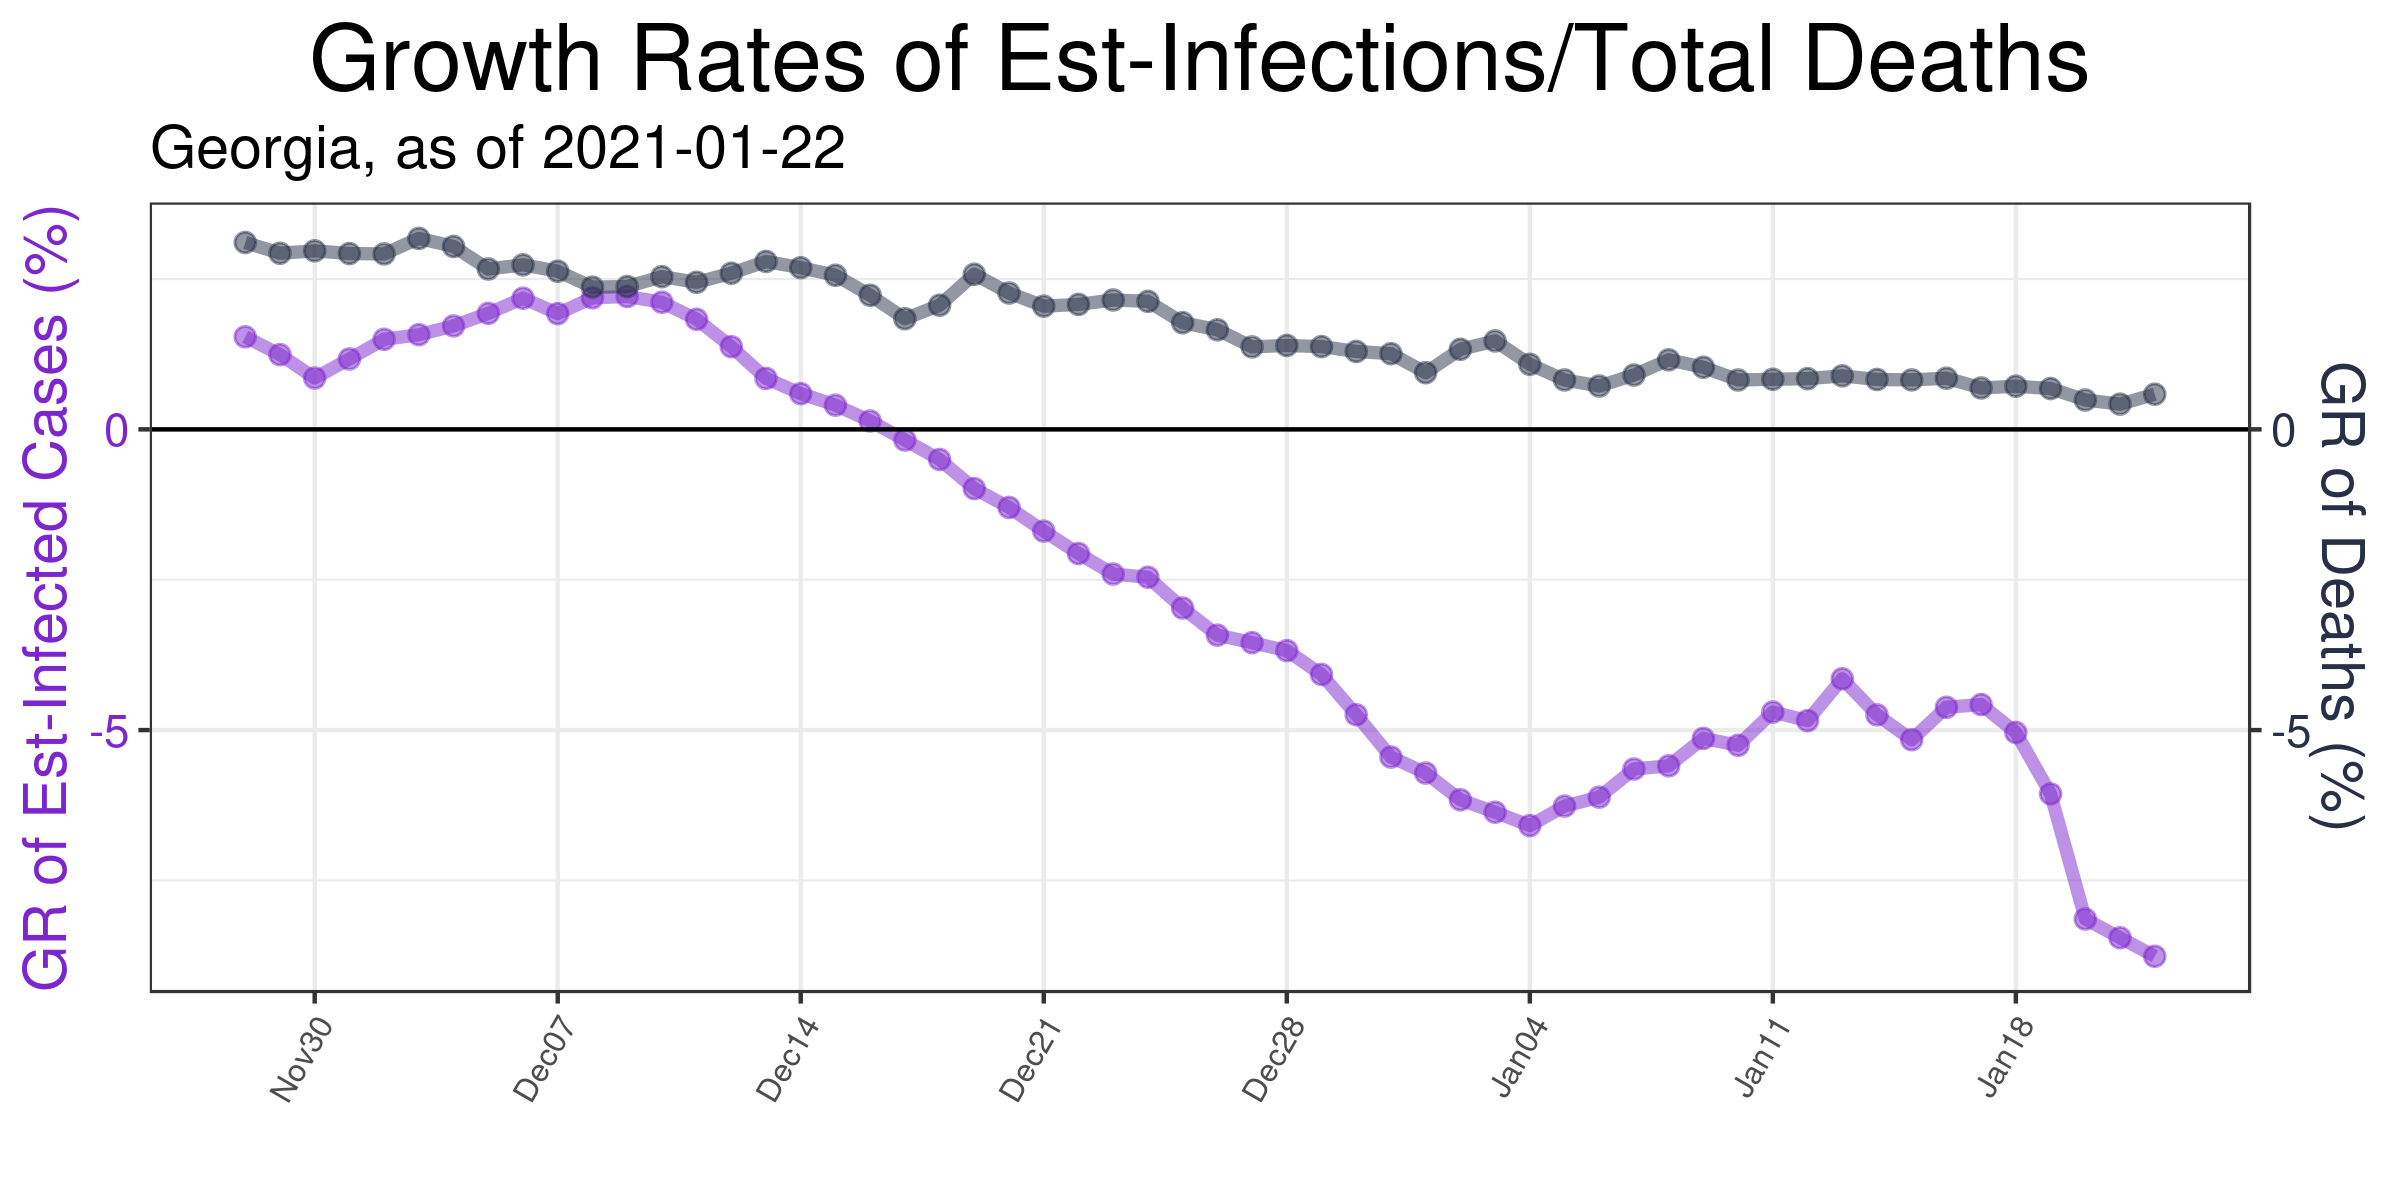 Growth Rates of Est-Infections/Total Deaths
Georgia, as of 2021-01-22
GR of Est-Infected Cases (%)
0
-5
GR of Deaths (%)
0
-5
Nov30
Dec07
Dec14
Dec21
Dec28
Jan04
Jan11
Jan18